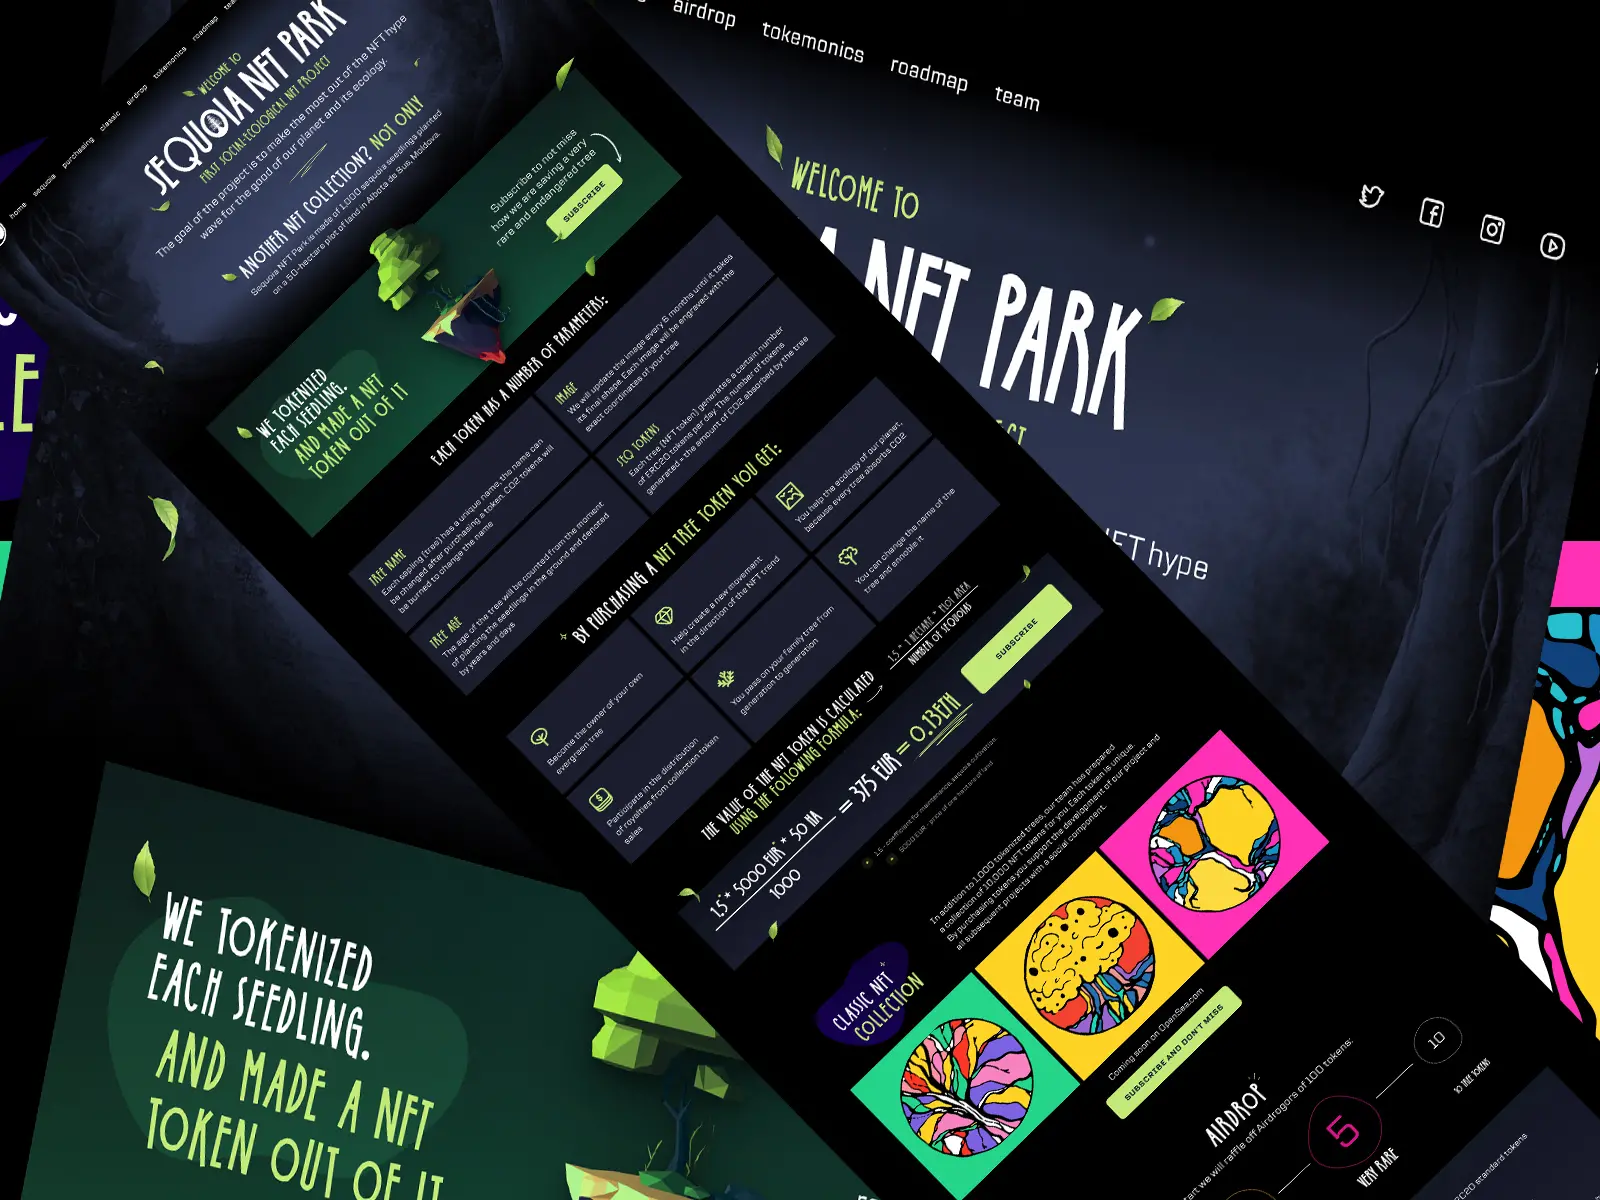 home
sequoia
purchasing
classic
airdrop
tokemonics
roadmap
WELCOME TO
SEQUOIA NFT PARK
FIRST SOCIAL-ECOLOGICAL NFT PROJECT
The goal of the project is to make the most out of the NFT hype
wave for the good of our planet and its ecology.
ANOTHER NFT COLLECTION? NOT ONLY
Sequoia NFT Park is made of 1,000 sequoia seedlings planted
on a 50-hectare plot of land in Albota de Sus, Moldova.
Subscribe to not miss
how we are saving a very
rare and endangered tree
SUBSCRIBE
WE TOKENIZED
EACH SEEDLING.
AND MADE A NFT
TOKEN OUT OF IT
EACH TOKEN HAS A NUMBER OF PARAMETERS:
TREE NAME
Each sapling (tree) has a unique name, the name can
be changed after purchasing a token. CO2 tokens will
be burned to change the name
IMAGE
We will update the image every 6 months until it takes
its final shape. Each image will be engraved with the
exact coordinates of your tree
TREE AGE
The age of the tree will be counted from the moment
of planting the seedlings in the ground and denoted
by years and days
SEQ TOKENS
Each tree (NFT token) generates a certain number
of ERC20 tokens per day. The number of tokens
generated = the amount of CO2 absorbed by the tree
BY PURCHASING A NFT TREE TOKEN YOU GET:
Become the owner of your own
evergreen tree
Help create a new movement
in the direction of the NFT trend
You help the ecology of our planet,
because every tree absorbs CO2
Participate in the distribution
of royalties from collection token
sales
You pass on your family tree from
generation to generation
You can change the name of the
tree and ennoble it
THE VALUE OF THE NFT TOKEN IS CALCULATED
USING THE FOLLOWING FORMULA:
1,5 * 1 HECTARE * PLOT AREA
NUMBER OF SEQUOIAS
1,5 * 5000 EUR * 50 HA
1000
= 375 EUR = 0.13ETH
SUBSCRIBE
1,5 - coefficient for maintenance, sequoia cultivation
5000 EUR - price of one hectare of land
CLASSIC NFT
COLLECTION
In addition to 1,000 tokenized trees, our team has prepared
a collection of 10,000 NFT tokens for you. Each token is unique
By purchasing tokens you support the development of our project and
all subsequent projects with a social component.
Coming soon on OpenSea.com
SUBSCRIBE AND DON'T MISS
AIRDROP
start we will raffle off Airdrogors of 100 tokens:
5
VERY RARE
10
airdrop
tokemonics
roadmap
team
WELCOME TO
NFT PARK
hype
WE TOKENIZED
EACH SEEDLING.
AND MADE A NFT
TOKEN OUT OF IT